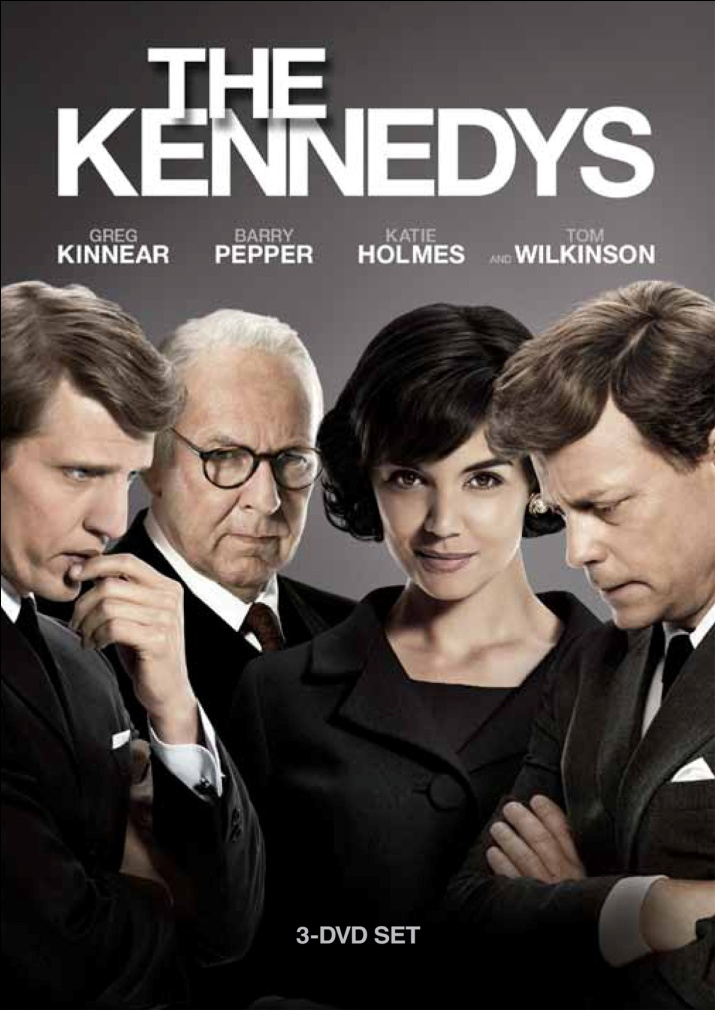 THE
KENNEDYS
GREG BARRY KATIE TOM
KINNEAR PEPPER HOLMES AND WILKINSON
3-DVD SET